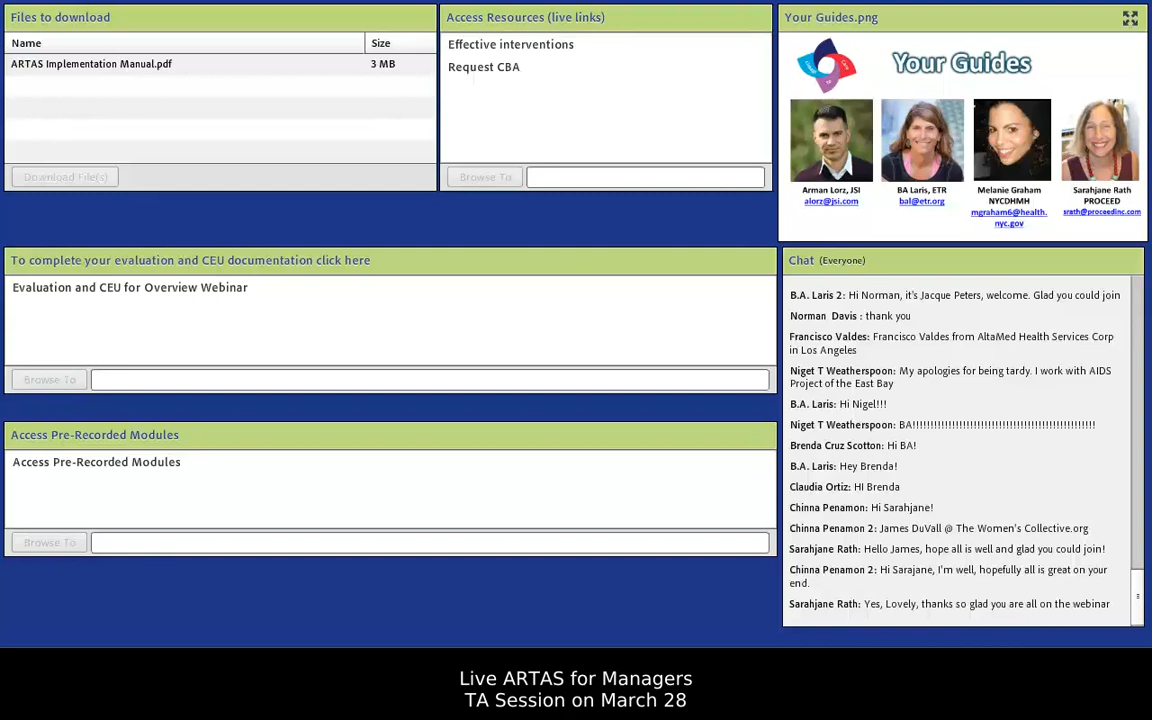 Files to download
Name
Size
ARTAS Implementation Manual.pdf
3 MB
Download File(s)
Access Resources (live links)
Effective interventions
Request CBA
Browse To
Your Guides.png
Your Guides
Arman Lorz, JSI
alorz@jsi.com
BA Laris, ETR
bal@etr.org
Melanie Graham
NYCDHMH
mgraham6@health.
nyc.gov
Sarahjane Rath
PROCEED
srath@proceedinc.com
To complete your evaluation and CEU documentation click here
Evaluation and CEU for Overview Webinar
Browse To
Access Pre-Recorded Modules
Access Pre-Recorded Modules
Browse To
Chat (Everyone)
B.A. Laris 2: Hi Norman, it's Jacque Peters, welcome. Glad you could join
Norman Davis : thank you
Francisco Valdes: Francisco Valdes from AltaMed Health Services Corp
in Los Angeles
Niget T Weatherspoon: My apologies for being tardy. I work with AIDS
Project of the East Bay
B.A. Laris: Hi Nigel!!!
Niget T Weatherspoon: BA!!!!!!!!!!!!!!!!!!!!!!!!!!!!!!!!!!!!!!!!!!!!!!!!!!!
Brenda Cruz Scotton: Hi BA!
B.A. Laris: Hey Brenda!
Claudia Ortiz: HI Brenda
Chinna Penamon: Hi Sarahjane!
Chinna Penamon 2: James DuVall @ The Women's Collective.org
Sarahjane Rath: Hello James, hope all is well and glad you could join!
Chinna Penamon 2: Hi Sarajane, I'm well, hopefully all is great on your
end.
Sarahjane Rath: Yes, Lovely, thanks so glad you are all on the webinar
Live ARTAS for Managers
TA Session on March 28